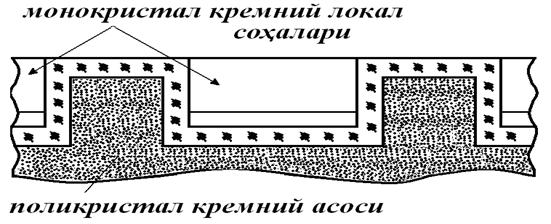 монокристал кремний локал
соҳалари
поликристал кремний асоси